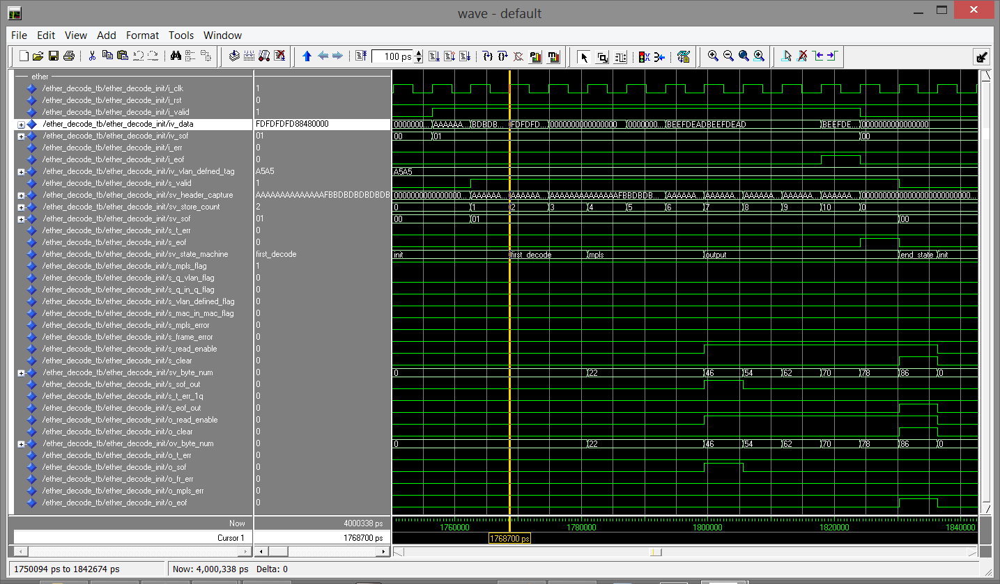 wave - default
File Edit View Add Format Tools Window
100 ps
ether
/ether_decode_tb/ether_decode_init/i_clk 1
/ether_decode_tb/ether_decode_init/i_rst 0
/ether_decode_tb/ether_decode_init/i_valid 1
/ether_decode_tb/ether_decode_init/iv_data FDFDFDFD88480000 0000000... AAAAAA... BDBDB... FDFDFD... 0000000000000000 0000000... BEEFDEADBEEFDEAD BEEFDE... 0000000000000000
/ether_decode_tb/ether_decode_init/iv_sof 01 00 01 00
/ether_decode_tb/ether_decode_init/i_err 0
/ether_decode_tb/ether_decode_init/i_eof 0
/ether_decode_tb/ether_decode_init/iv_vlan_defned_tag A5A5 A5A5
/ether_decode_tb/ether_decode_init/s_valid 1
/ether_decode_tb/ether_decode_init/sv_header_capture
/ether_decode_tb/ether_decode_init/sv_store_count 2 0 1 2 3 4 5 6 7 8 9 10 0
/ether_decode_tb/ether_decode_init/sv_sof 01 00 01 00
/ether_decode_tb/ether_decode_init/s_t_err 0
/ether_decode_tb/ether_decode_init/s_eof 0
/ether_decode_tb/ether_decode_init/sv_state_machine first_decode init first_decode mpls output end_state init
/ether_decode_tb/ether_decode_init/s_mpls_flag 1
/ether_decode_tb/ether_decode_init/s_q_vlan_flag 0
/ether_decode_tb/ether_decode_init/s_q_in_q_flag 0
/ether_decode_tb/ether_decode_init/s_vlan_defined_flag 0
/ether_decode_tb/ether_decode_init/s_mac_in_mac_flag 0
/ether_decode_tb/ether_decode_init/s_mpls_error 0
/ether_decode_tb/ether_decode_init/s_frame_error 0
/ether_decode_tb/ether_decode_init/s_read_enable 0
/ether_decode_tb/ether_decode_init/s_clear 0
/ether_decode_tb/ether_decode_init/sv_byte_num 0 0 22 46 54 62 70 78 86 0
/ether_decode_tb/ether_decode_init/s_sof_out 0
/ether_decode_tb/ether_decode_init/s_t_err_1q 0
/ether_decode_tb/ether_decode_init/s_eof_out 0
/ether_decode_tb/ether_decode_init/o_read_enable 0
/ether_decode_tb/ether_decode_init/o_clear 0
/ether_decode_tb/ether_decode_init/ov_byte_num 0 0 22 46 54 62 70 78 86 0
/ether_decode_tb/ether_decode_init/o_t_err 0
/ether_decode_tb/ether_decode_init/o_sof 0
/ether_decode_tb/ether_decode_init/o_fr_err 0
/ether_decode_tb/ether_decode_init/o_mpls_err 0
/ether_decode_tb/ether_decode_init/o_eof 0
Now 4000338 ps 1760000 1780000 1800000 1820000 1840000
Cursor 1 1768700 ps 1768700 ps
1750094 ps to 1842674 ps Now: 4,000,338 ps Delta: 0